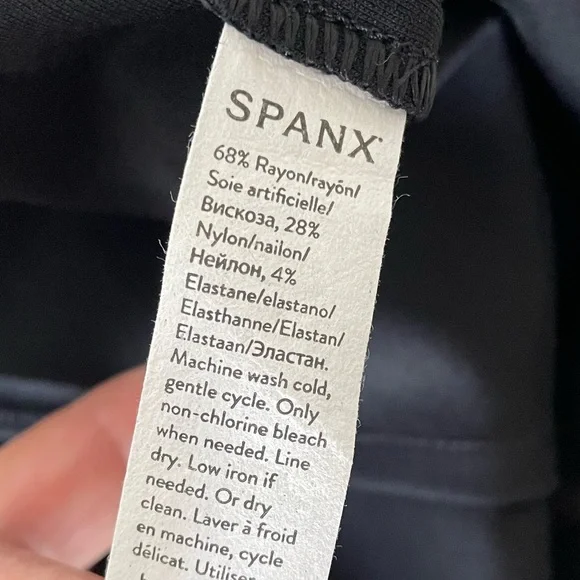 SPANX
68% Rayon/rayón/
Soie artificielle/
Вискоза, 28%
Nylon/nailon/
Нейлон, 4%
Elastane/elastano/
Elasthanne/Elastan/
Elastaan/Эластан.
Machine wash cold,
gentle cycle. Only
non-chlorine bleach
when needed. Line
dry. Low iron if
needed. Or dry
clean. Laver à froid
en machine, cycle
délicat. Utiliser